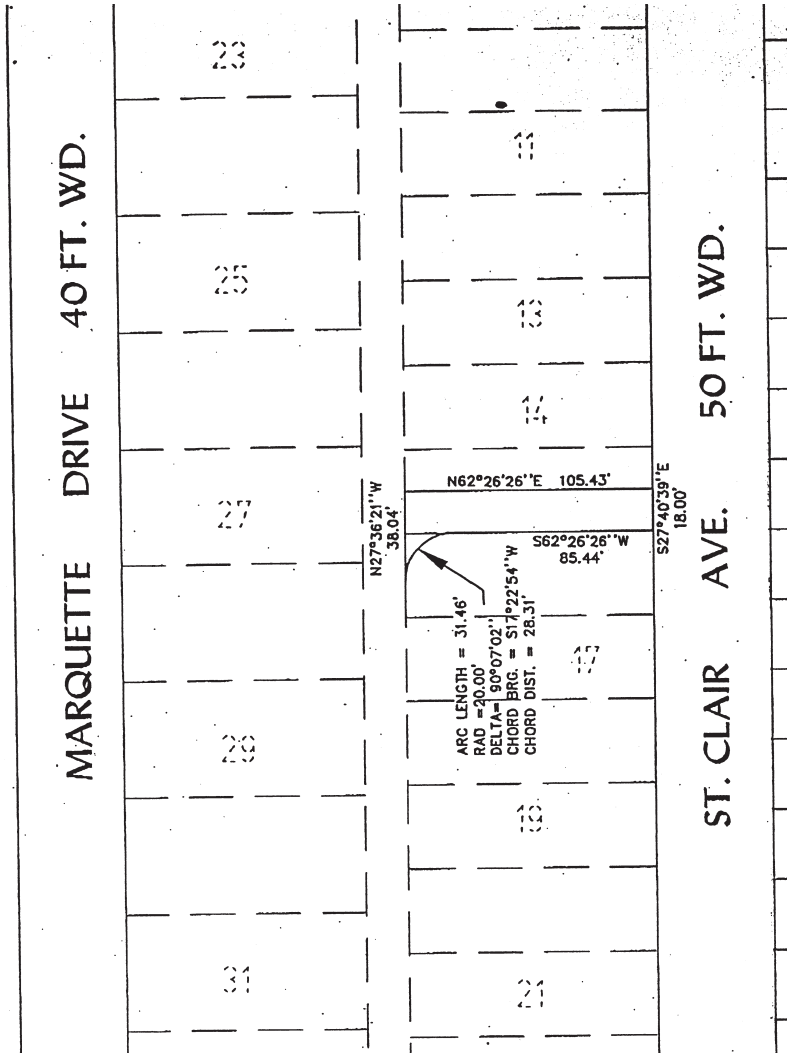 MARQUETTE DRIVE 40 FT. WD.
23
25
27
29
31
11
13
14
17
19
21
N27°36'21''W
38.04'
N62°26'26''E 105.43'
S62°26'26''W
85.44'
S27°40'39''E
18.00'
ARC LENGTH = 31.46'
RAD =20.00'
DELTA= 90°07'02''
CHORD BRG. = S17°22'54''W
CHORD DIST. = 28.31'
ST. CLAIR AVE. 50 FT. WD.